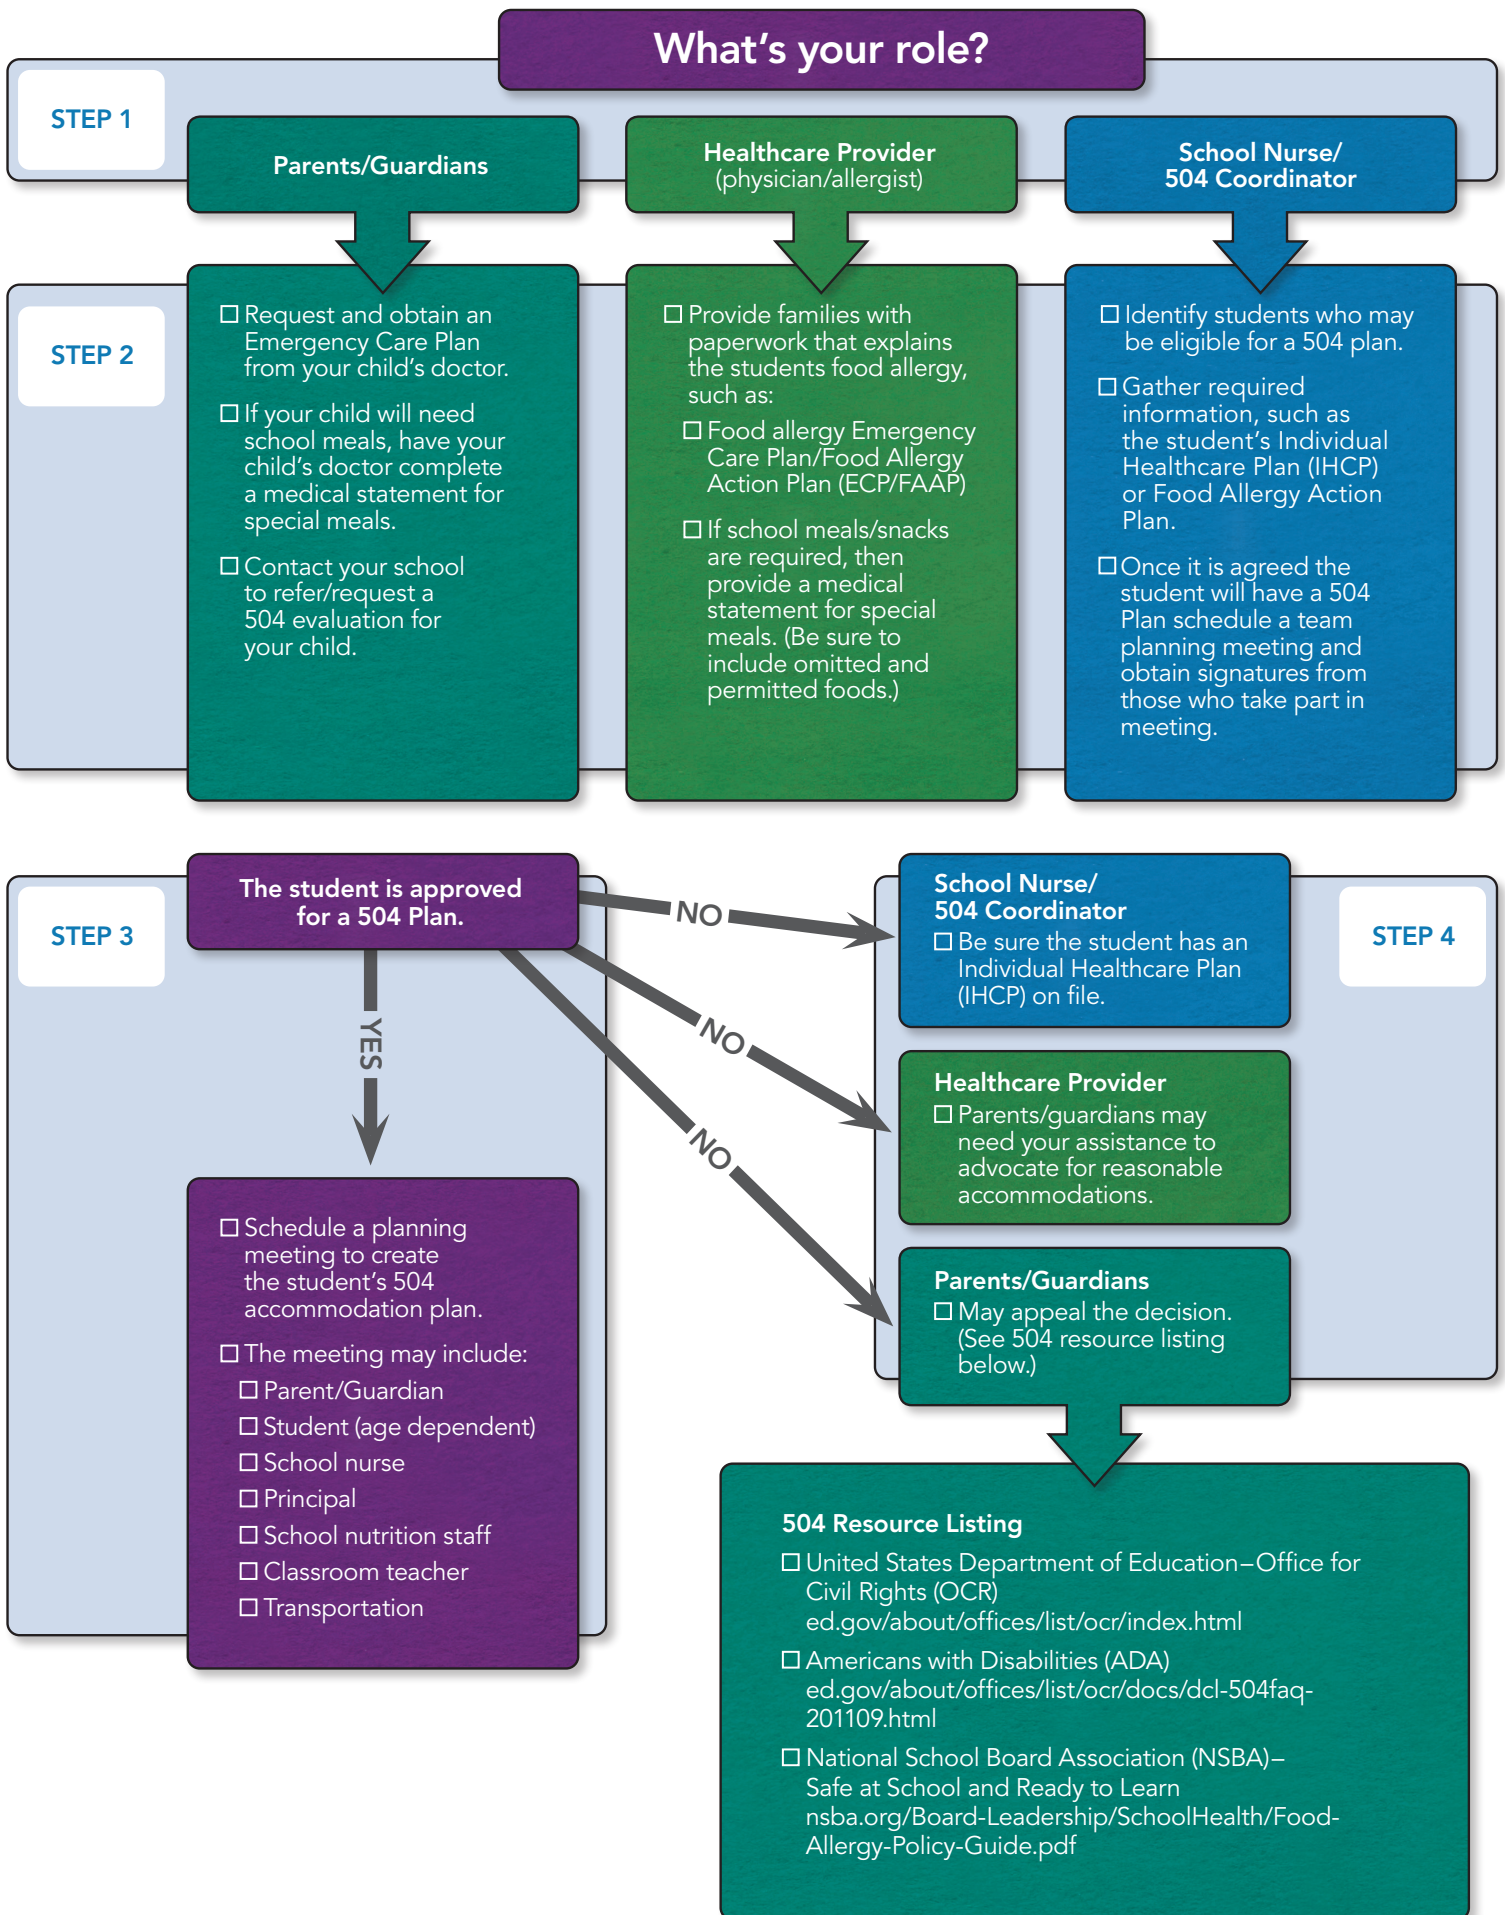 What's your role?
STEP 1
Parents/Guardians
Healthcare Provider
(physician/allergist)
School Nurse/
504 Coordinator
STEP 2
☐ Request and obtain an
Emergency Care Plan
from your child's doctor.
☐ If your child will need
school meals, have your
child's doctor complete
a medical statement for
special meals.
☐ Contact your school
to refer/request a
504 evaluation for
your child.
☐ Provide families with
paperwork that explains
the students food allergy,
such as:
☐ Food allergy Emergency
Care Plan/Food Allergy
Action Plan (ECP/FAAP)
☐ If school meals/snacks
are required, then
provide a medical
statement for special
meals. (Be sure to
include omitted and
permitted foods.)
☐ Identify students who may
be eligible for a 504 plan.
☐ Gather required
information, such as
the student's Individual
Healthcare Plan (IHCP)
or Food Allergy Action
Plan.
☐ Once it is agreed the
student will have a 504
Plan schedule a team
planning meeting and
obtain signatures from
those who take part in
meeting.
STEP 3
The student is approved
for a 504 Plan.
YES
NO
NO
NO
☐ Schedule a planning
meeting to create
the student's 504
accommodation plan.
☐ The meeting may include:
☐ Parent/Guardian
☐ Student (age dependent)
☐ School nurse
☐ Principal
☐ School nutrition staff
☐ Classroom teacher
☐ Transportation
STEP 4
School Nurse/
504 Coordinator
☐ Be sure the student has an
Individual Healthcare Plan
(IHCP) on file.
Healthcare Provider
☐ Parents/guardians may
need your assistance to
advocate for reasonable
accommodations.
Parents/Guardians
☐ May appeal the decision.
(See 504 resource listing
below.)
504 Resource Listing
☐ United States Department of Education–Office for
Civil Rights (OCR)
ed.gov/about/offices/list/ocr/index.html
☐ Americans with Disabilities (ADA)
ed.gov/about/offices/list/ocr/docs/dcl-504faq-
201109.html
☐ National School Board Association (NSBA)–
Safe at School and Ready to Learn
nsba.org/Board-Leadership/SchoolHealth/Food-
Allergy-Policy-Guide.pdf